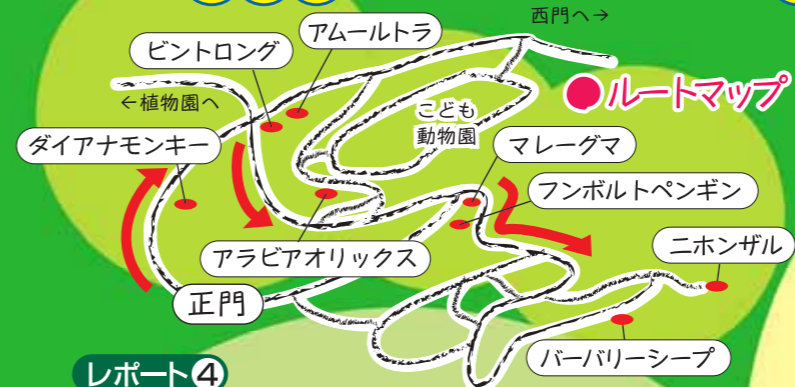 西門へ→
アムールトラ
ビントロング
←植物園へ
●ルートマップ
こども
動物園
ダイアナモンキー
マレーグマ
フンボルトペンギン
アラビアオリックス
ニホンザル
正門
バーバリーシープ
レポート④